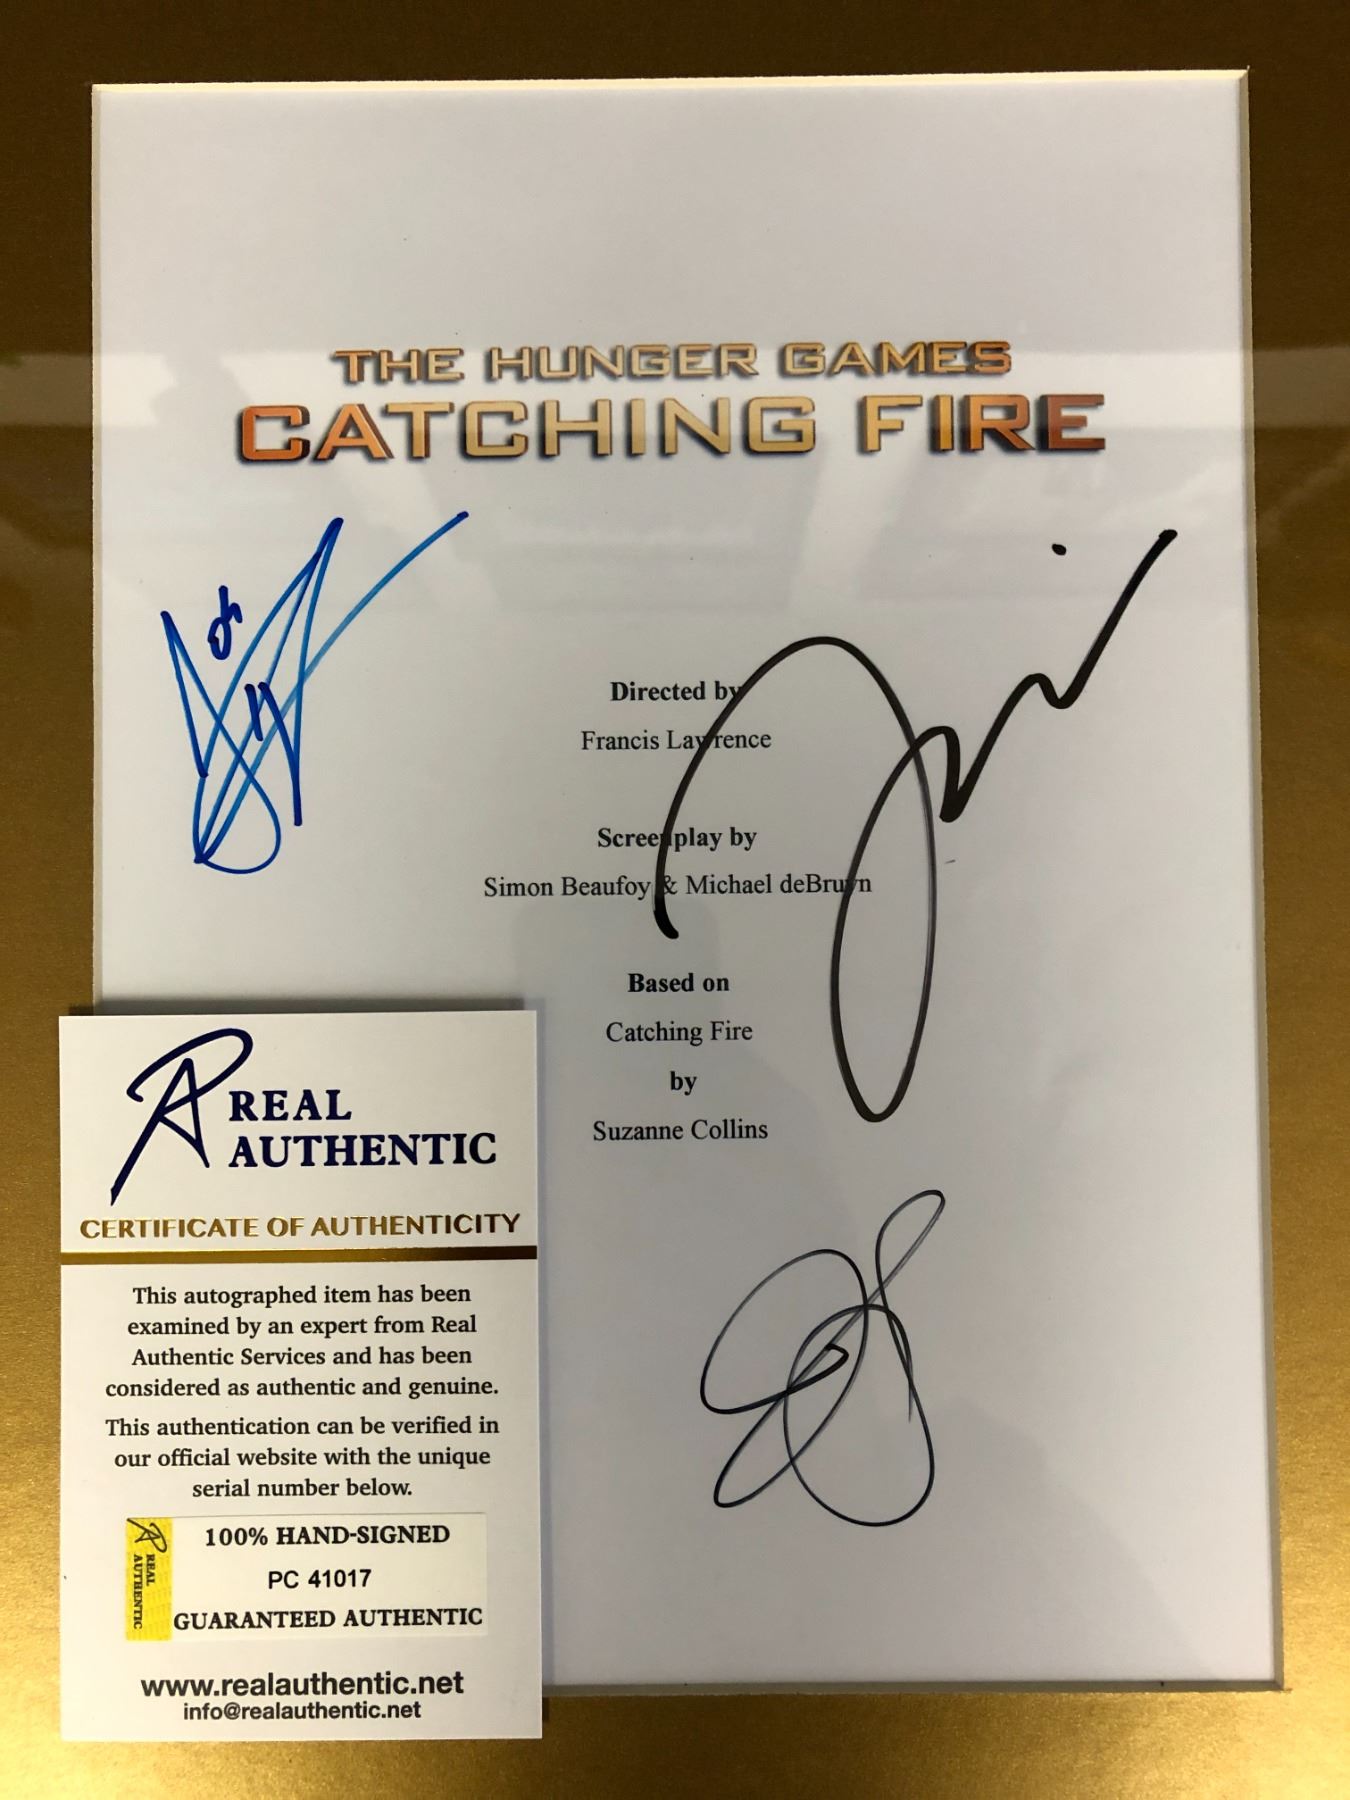 THE HUNGER GAMES
CATCHING FIRE
Directed by
Francis Lawrence
Screenplay by
Simon Beaufoy & Michael deBruyn
Based on
Catching Fire
by
Suzanne Collins
REAL
AUTHENTIC
CERTIFICATE OF AUTHENTICITY
This autographed item has been
examined by an expert from Real
Authentic Services and has been
considered as authentic and genuine.
This authentication can be verified in
our official website with the unique
serial number below.
REAL
AUTHENTIC
100% HAND-SIGNED
PC 41017
GUARANTEED AUTHENTIC
www.realauthentic.net
info@realauthentic.net